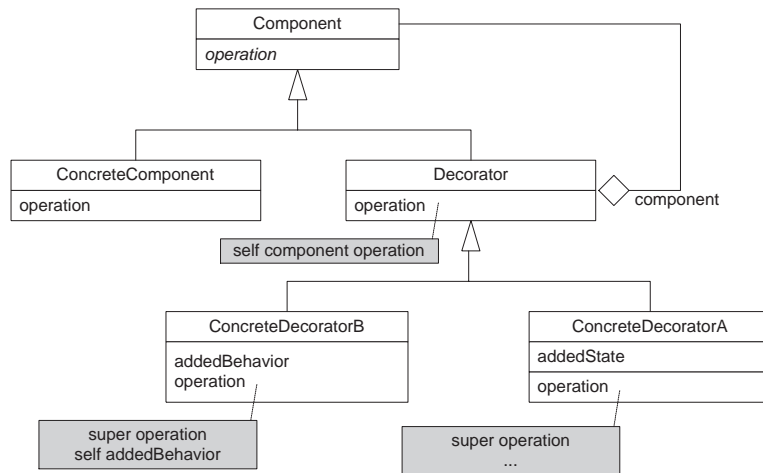 Component
operation
ConcreteComponent
operation
Decorator
operation
component
self component operation
ConcreteDecoratorB
addedBehavior
operation
ConcreteDecoratorA
addedState
operation
super operation
self addedBehavior
super operation
...